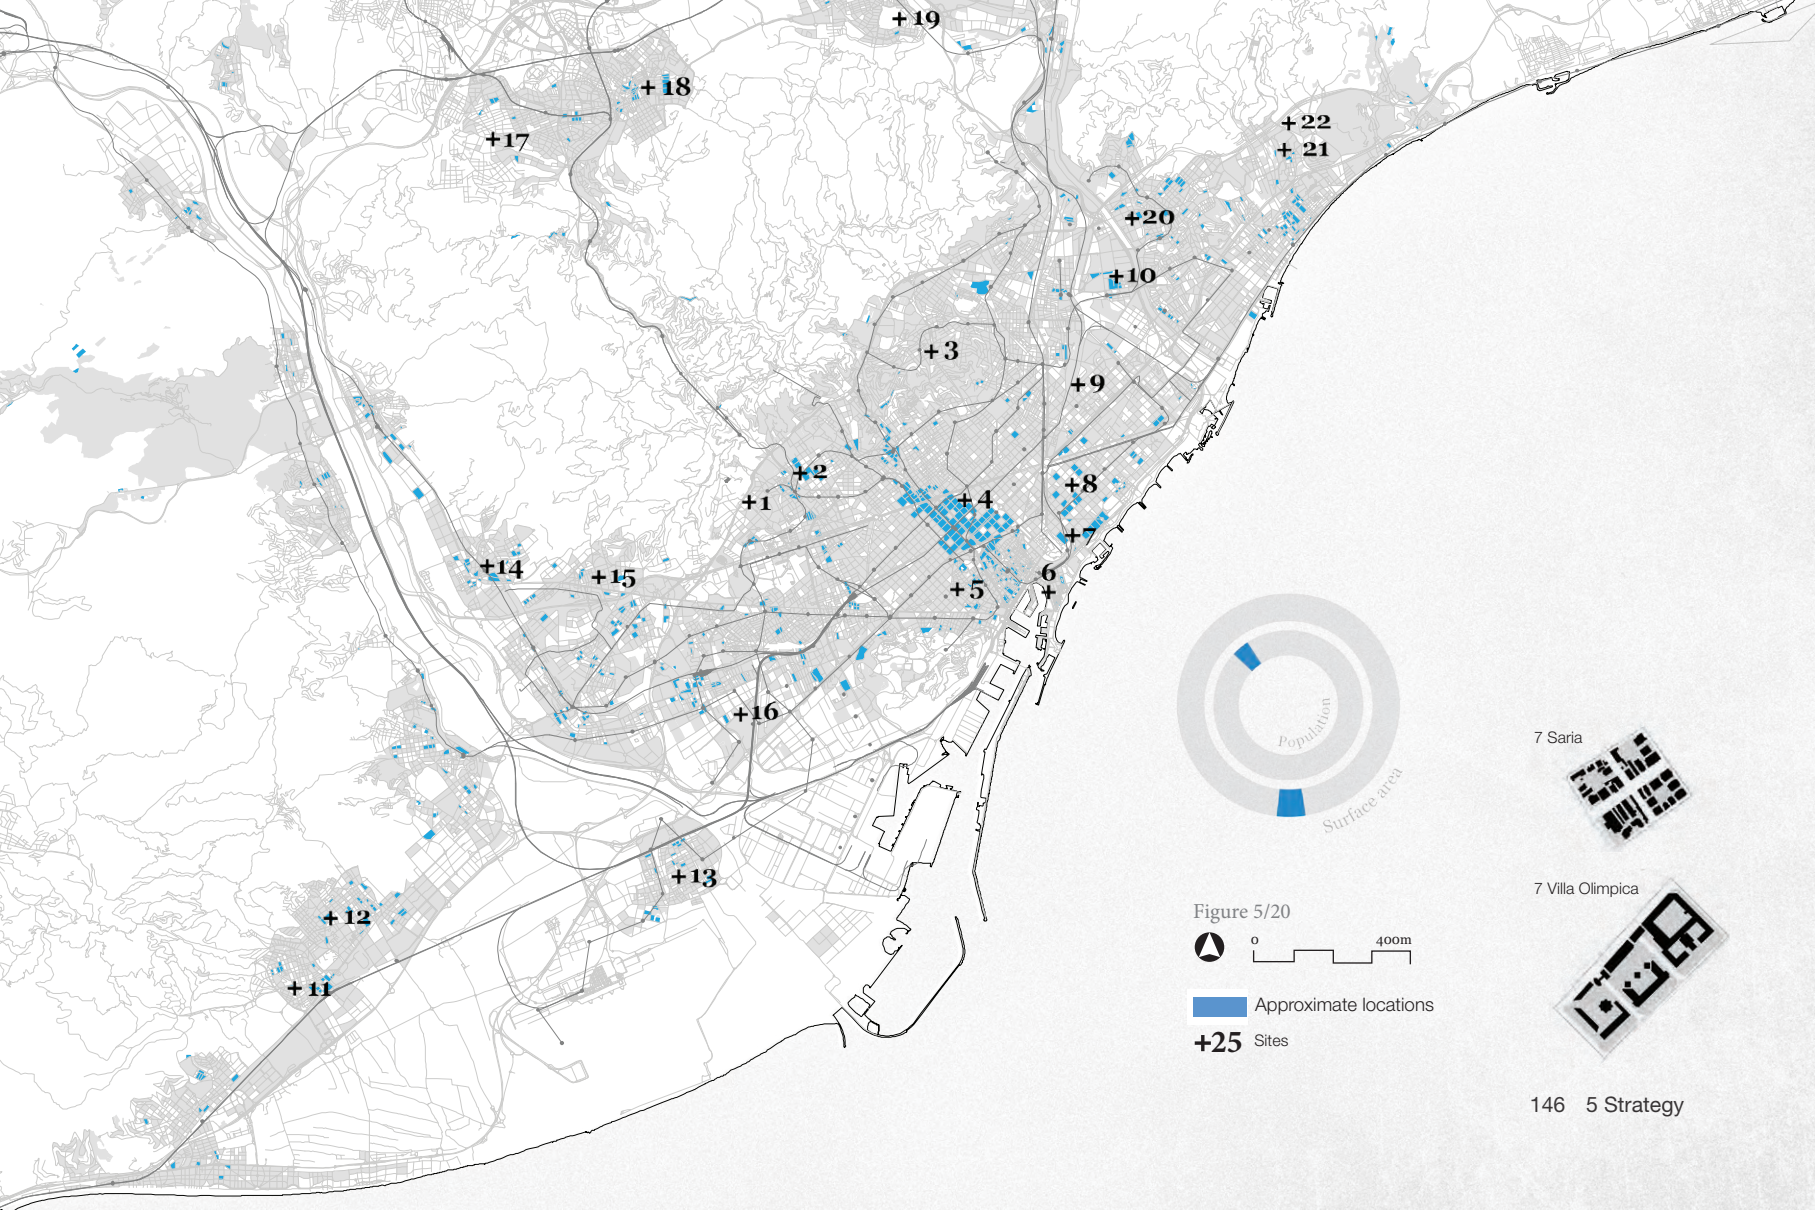 +19
+18
+17
+22
+ 21
+20
+10
+3
+9
+2
+1
+4
+8
+7
6
+
+5
+14
+15
+16
+13
+12
+11
Population
Surface area
7 Saria
7 Villa Olimpica
Figure 5/20
0 400m
Approximate locations
+25 Sites
146 5 Strategy